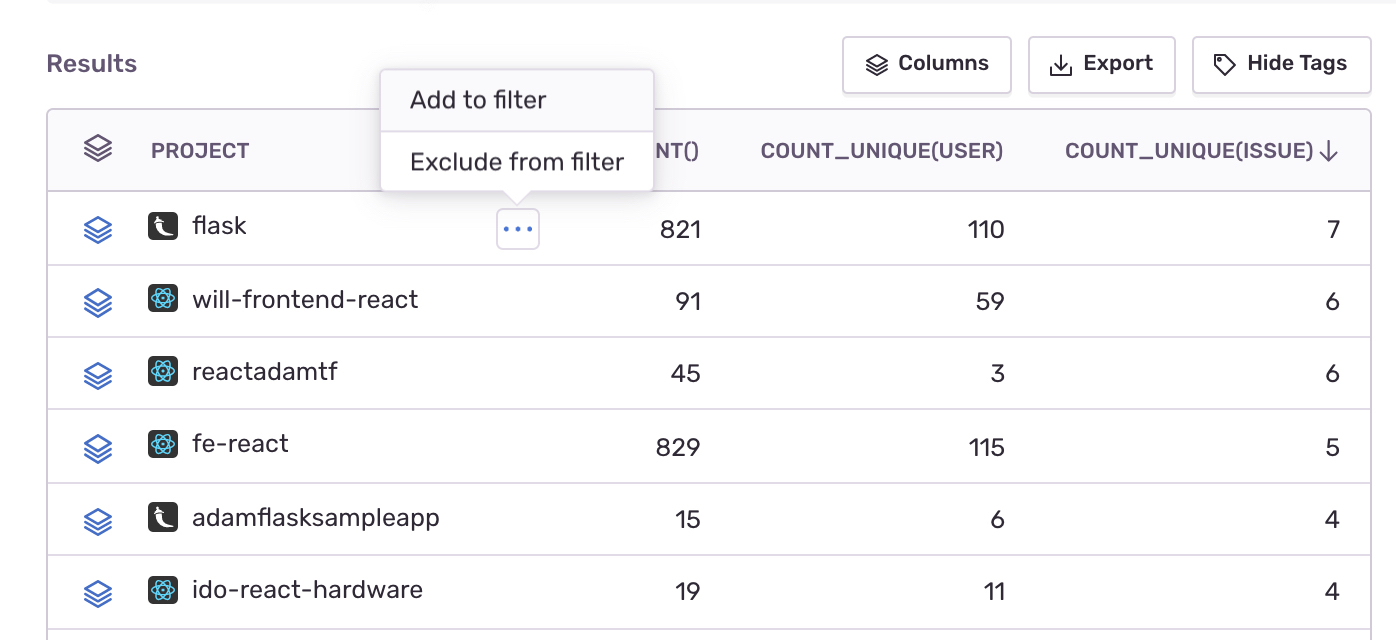 Results
Columns
Export
Hide Tags
Add to filter
Exclude from filter
PROJECT NT() COUNT_UNIQUE(USER) COUNT_UNIQUE(ISSUE)
flask 821 110 7
will-frontend-react 91 59 6
reactadamtf 45 3 6
fe-react 829 115 5
adamflasksampleapp 15 6 4
ido-react-hardware 19 11 4